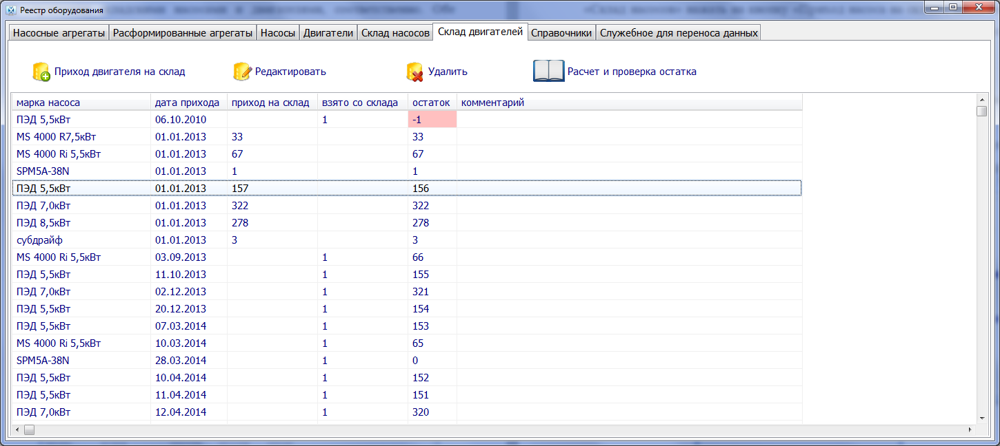 Реестр оборудования
Насосные агрегаты Расформированные агрегаты Насосы Двигатели Склад насосов Склад двигателей Справочники Служебное для переноса данных
Приход двигателя на склад Редактировать Удалить Расчет и проверка остатка
марка насоса дата прихода приход на склад взято со склада остаток комментарий
ПЭД 5,5кВт 06.10.2010 1 -1
MS 4000 R7,5кВт 01.01.2013 33 33
MS 4000 Ri 5,5кВт 01.01.2013 67 67
SPM5A-38N 01.01.2013 1 1
ПЭД 5,5кВт 01.01.2013 157 156
ПЭД 7,0кВт 01.01.2013 322 322
ПЭД 8,5кВт 01.01.2013 278 278
субдрайф 01.01.2013 3 3
MS 4000 Ri 5,5кВт 03.09.2013 1 66
ПЭД 5,5кВт 11.10.2013 1 155
ПЭД 7,0кВт 02.12.2013 1 321
ПЭД 5,5кВт 20.12.2013 1 154
ПЭД 5,5кВт 07.03.2014 1 153
MS 4000 Ri 5,5кВт 10.03.2014 1 65
SPM5A-38N 28.03.2014 1 0
ПЭД 5,5кВт 10.04.2014 1 152
ПЭД 5,5кВт 11.04.2014 1 151
ПЭД 7,0кВт 12.04.2014 1 320